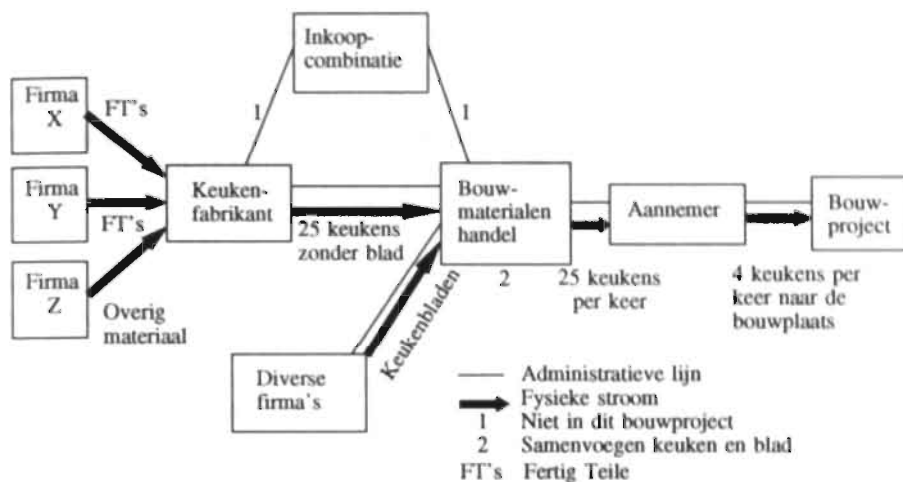 Inkoop-
combinatie
1
1
Firma
X
FT's
Firma
Y
FT's
Firma
Z
Overig
materiaal
Keuken-
fabrikant
25 keukens
zonder blad
Bouw-
materialen
handel
2
25 keukens
per keer
Aannemer
4 keukens per
keer naar de
bouwplaats
Bouw-
project
Keukenbladen
Diverse
firma's
Administratieve lijn
Fysieke stroom
1 Niet in dit bouwproject
2 Samenvoegen keuken en blad
FT's Fertig Teile